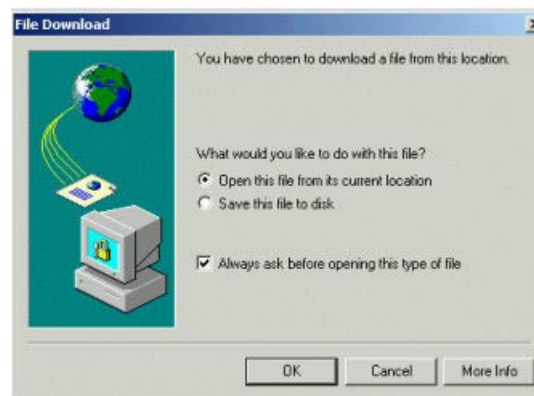 File Download
You have chosen to download a file from this location.
What would you like to do with this file?
Open this file from its current location
Save this file to disk
Always ask before opening this type of file
OK
Cancel
More Info